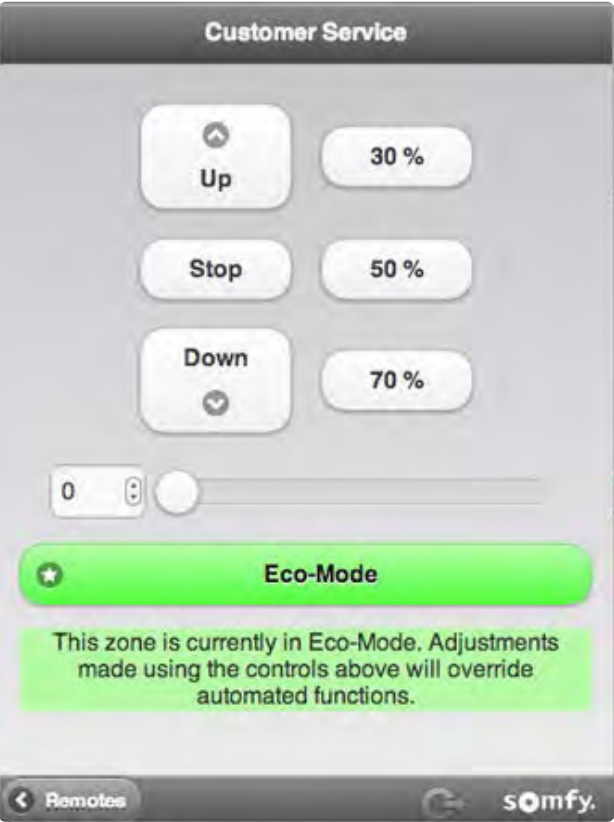 Customer Service
Up
30 %
Stop
50 %
Down
70 %
0
Eco-Mode
This zone is currently in Eco-Mode. Adjustments
made using the controls above will override
automated functions.
Remotes
somfy.